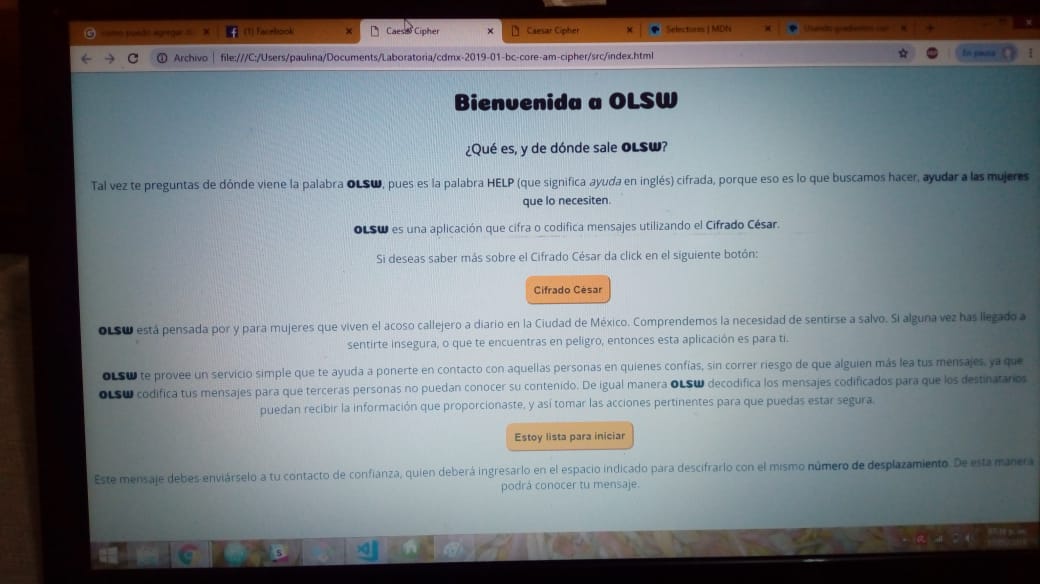 (1) Facebook
Caesar Cipher
Caesar Cipher
Selectores | MDN
Archivo | file:///C:/Users/paulina/Documents/Laboratoria/cdmx-2019-01-bc-core-am-cipher/src/index.html
En pausa
Bienvenida a OLSW
¿Qué es, y de dónde sale OLSW?
Tal vez te preguntas de dónde viene la palabra OLSW, pues es la palabra HELP (que significa ayuda en inglés) cifrada, porque eso es lo que buscamos hacer, ayudar a las mujeres
que lo necesiten.
OLSW es una aplicación que cifra o codifica mensajes utilizando el Cifrado César.
Si deseas saber más sobre el Cifrado César da click en el siguiente botón:
Cifrado César
OLSW está pensada por y para mujeres que viven el acoso callejero a diario en la Ciudad de México. Comprendemos la necesidad de sentirse a salvo. Si alguna vez has llegado a
sentirte insegura, o que te encuentras en peligro, entonces esta aplicación es para ti.
OLSW te provee un servicio simple que te ayuda a ponerte en contacto con aquellas personas en quienes confías, sin correr riesgo de que alguien más lea tus mensajes, ya que
OLSW codifica tus mensajes para que terceras personas no puedan conocer su contenido. De igual manera OLSW decodifica los mensajes codificados para que los destinatarios
puedan recibir la información que proporcionaste, y así tomar las acciones pertinentes para que puedas estar segura.
Estoy lista para iniciar
Este mensaje debes enviárselo a tu contacto de confianza, quien deberá ingresarlo en el espacio indicado para descifrarlo con el mismo número de desplazamiento. De esta manera
podrá conocer tu mensaje.